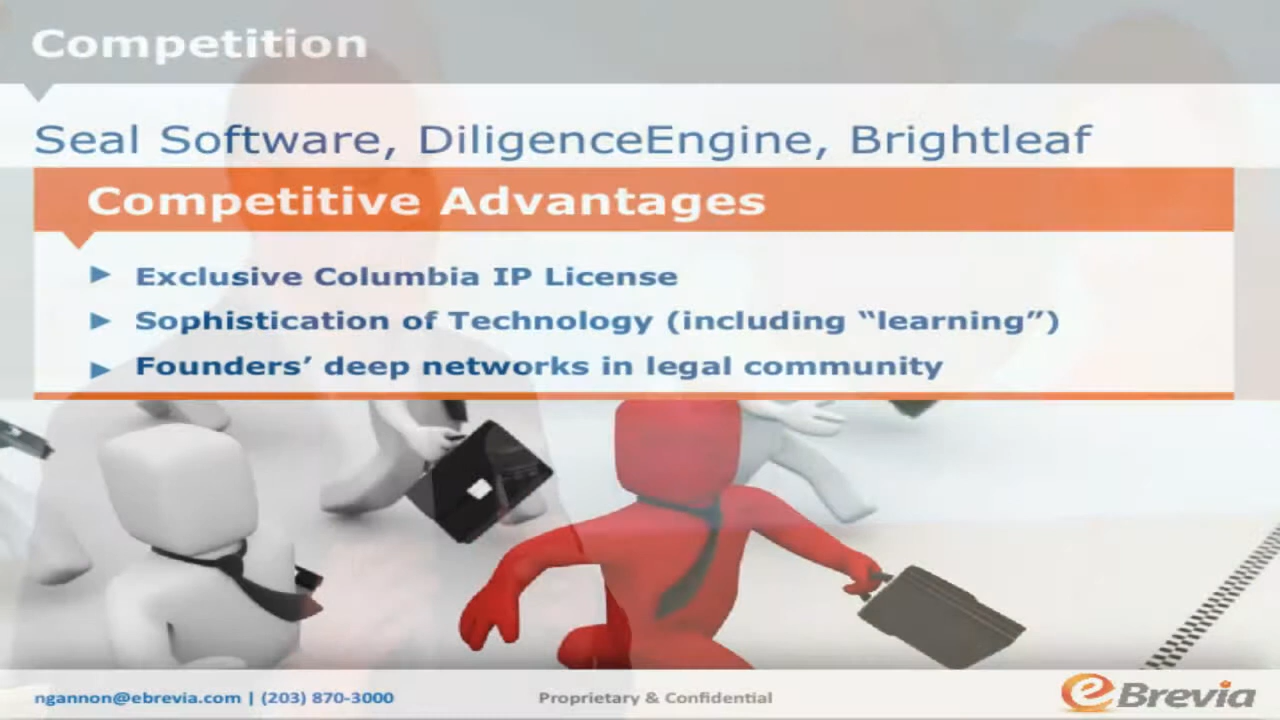 Competition
Seal Software, DiligenceEngine, Brightleaf
Competitive Advantages
Exclusive Columbia IP License
Sophistication of Technology (including “learning”)
Founders’ deep networks in legal community
ngannon@ebrevia.com | (203) 870-3000
Proprietary & Confidential
eBrevia